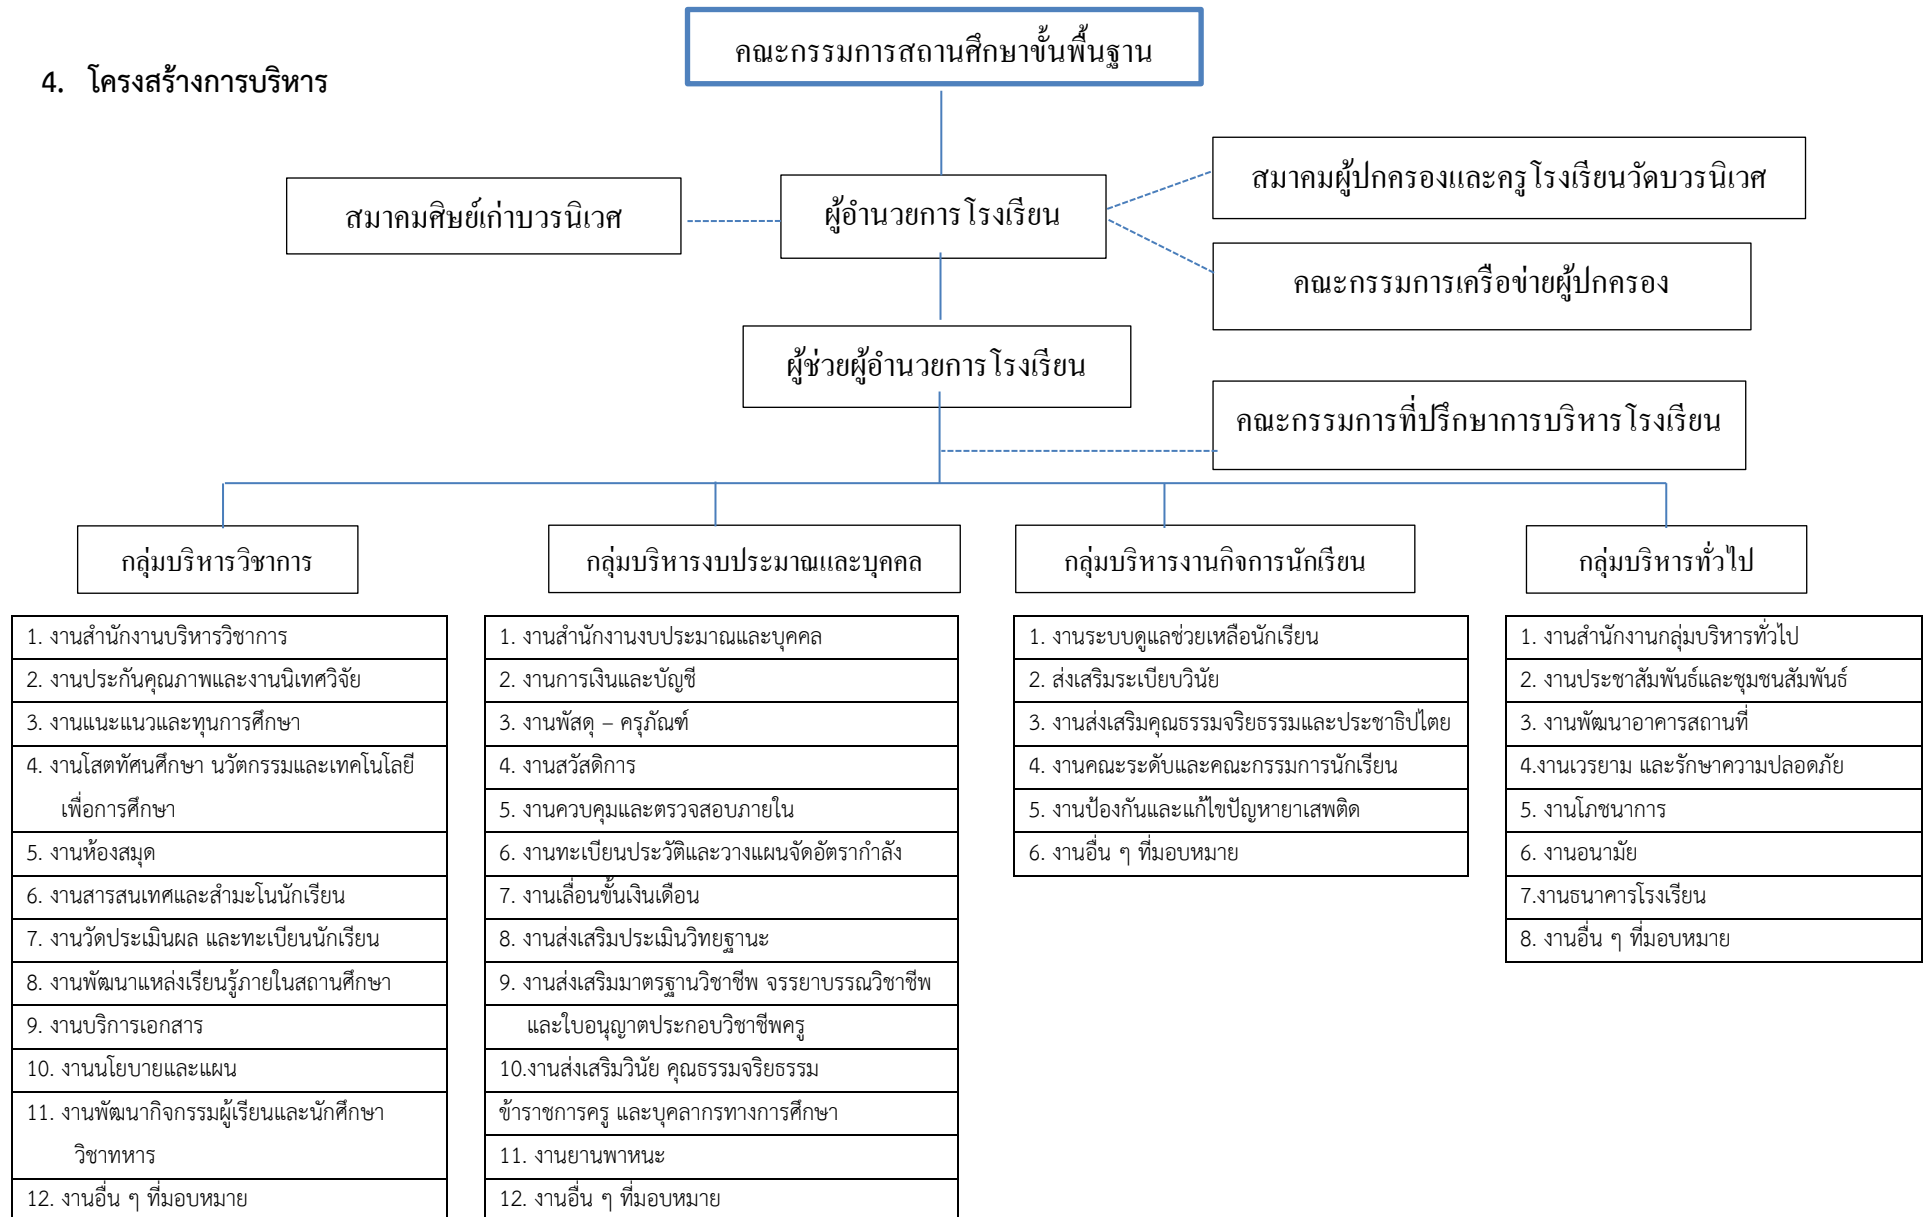 คณะกรรมการสถานศึกษาขั้นพื้นฐาน
4. โครงสร้างการบริหาร
สมาคมผู้ปกครองและครูโรงเรียนวัดบวรนิเวศ
สมาคมศิษย์เก่าบวรนิเวศ
ผู้อำนวยการโรงเรียน
คณะกรรมการเครือข่ายผู้ปกครอง
ผู้ช่วยผู้อำนวยการโรงเรียน
คณะกรรมการที่ปรึกษาการบริหารโรงเรียน
กลุ่มบริหารวิชาการ
1. งานสำนักงานบริหารวิชาการ
2. งานประกันคุณภาพและงานนิเทศวิจัย
3. งานแนะแนวและทุนการศึกษา
4. งานโสตทัศนศึกษา นวัตกรรมและเทคโนโลยี
เพื่อการศึกษา
5. งานห้องสมุด
6. งานสารสนเทศและสำมะโนนักเรียน
7. งานวัดประเมินผล และทะเบียนนักเรียน
8. งานพัฒนาแหล่งเรียนรู้ภายในสถานศึกษา
9. งานบริการเอกสาร
10. งานนโยบายและแผน
11. งานพัฒนากิจกรรมผู้เรียนและนักศึกษา
วิชาทหาร
12. งานอื่น ๆ ที่มอบหมาย
กลุ่มบริหารงบประมาณและบุคคล
1. งานสำนักงานงบประมาณและบุคคล
2. งานการเงินและบัญชี
3. งานพัสดุ – ครุภัณฑ์
4. งานสวัสดิการ
5. งานควบคุมและตรวจสอบภายใน
6. งานทะเบียนประวัติและวางแผนจัดอัตรากำลัง
7. งานเลื่อนขั้นเงินเดือน
8. งานส่งเสริมประเมินวิทยฐานะ
9. งานส่งเสริมมาตรฐานวิชาชีพ จรรยาบรรณวิชาชีพ
และใบอนุญาตประกอบวิชาชีพครู
10.งานส่งเสริมวินัย คุณธรรมจริยธรรม
ข้าราชการครู และบุคลากรทางการศึกษา
11. งานยานพาหนะ
12. งานอื่น ๆ ที่มอบหมาย
กลุ่มบริหารงานกิจการนักเรียน
1. งานระบบดูแลช่วยเหลือนักเรียน
2. ส่งเสริมระเบียบวินัย
3. งานส่งเสริมคุณธรรมจริยธรรมและประชาธิปไตย
4. งานคณะระดับและคณะกรรมการนักเรียน
5. งานป้องกันและแก้ไขปัญหายาเสพติด
6. งานอื่น ๆ ที่มอบหมาย
กลุ่มบริหารทั่วไป
1. งานสำนักงานกลุ่มบริหารทั่วไป
2. งานประชาสัมพันธ์และชุมชนสัมพันธ์
3. งานพัฒนาอาคารสถานที่
4.งานเวรยาม และรักษาความปลอดภัย
5. งานโภชนาการ
6. งานอนามัย
7.งานธนาคารโรงเรียน
8. งานอื่น ๆ ที่มอบหมาย